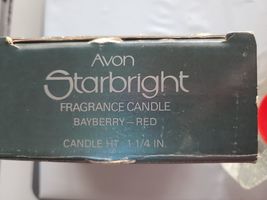 Avon
Starbright
FRAGRANCE CANDLE
BAYBERRY – RED
CANDLE HT. 1 1/4 IN.